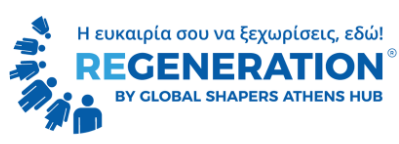 Η ευκαιρία σου να ξεχωρίσεις, εδώ!
REGENERATION®
BY GLOBAL SHAPERS ATHENS HUB